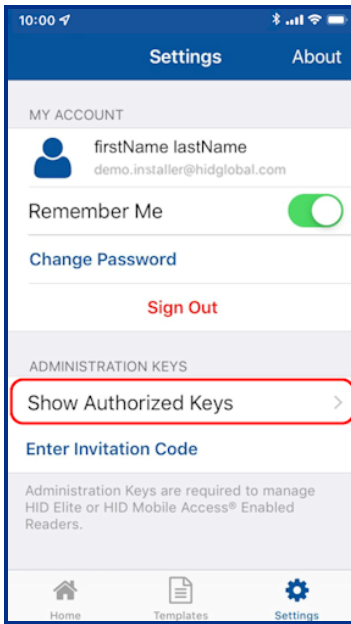 10:00
Settings
About
MY ACCOUNT
firstName lastName
demo.installer@hidglobal.com
Remember Me
Change Password
Sign Out
ADMINISTRATION KEYS
Show Authorized Keys
Enter Invitation Code
Administration Keys are required to manage
HID Elite or HID Mobile Access® Enabled
Readers.
Home
Templates
Settings